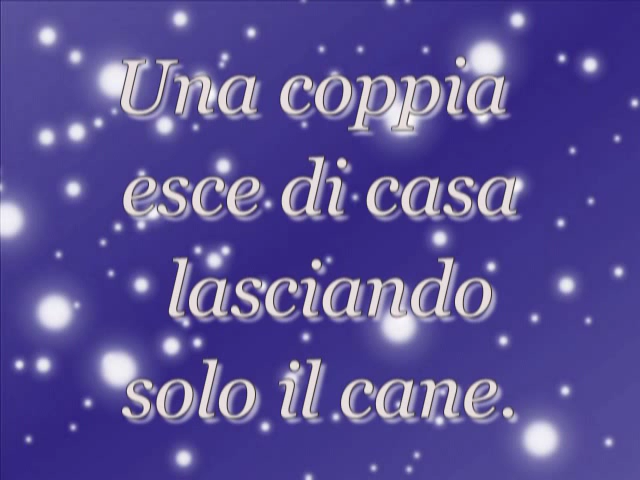 Una coppia
esce di casa
lasciando
solo il cane.